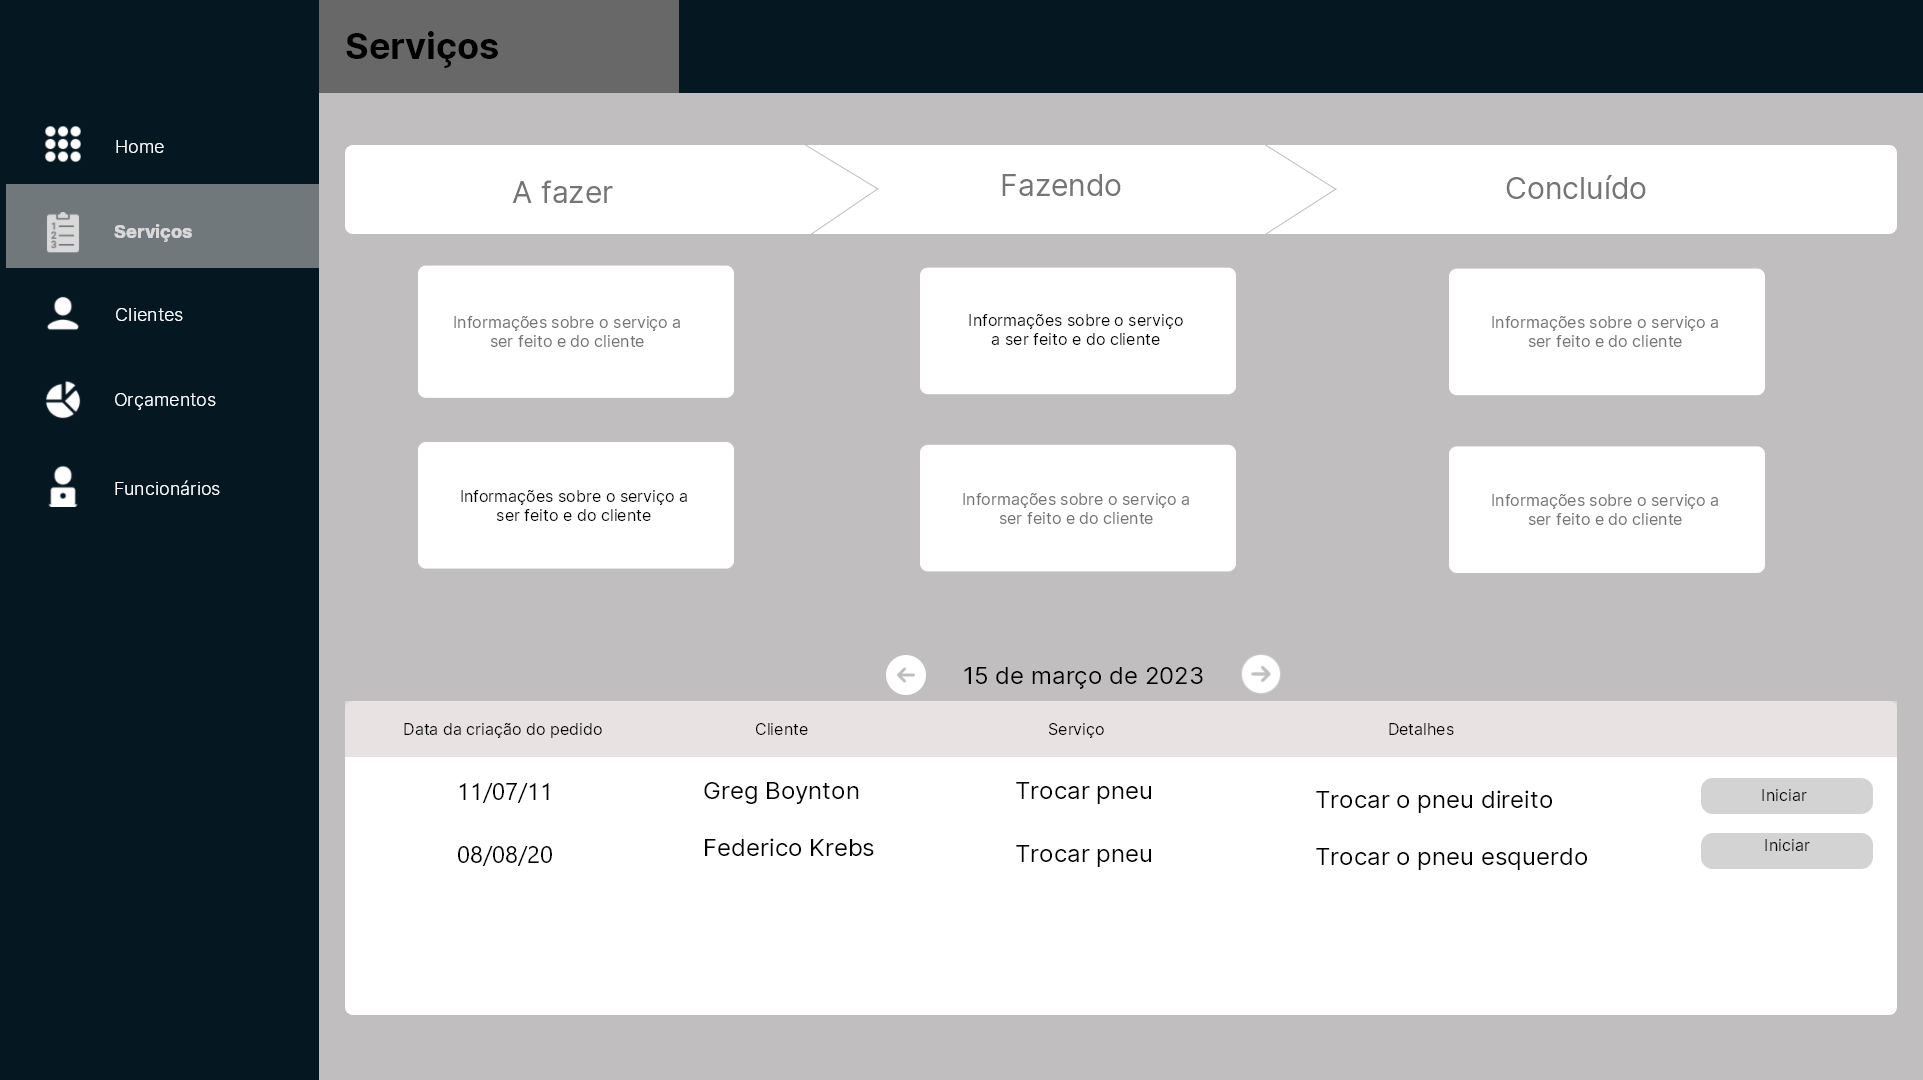 Serviços
Home
Serviços
Clientes
Orçamentos
Funcionários
A fazer
Fazendo
Concluído
Informações sobre o serviço a
ser feito e do cliente
Informações sobre o serviço
a ser feito e do cliente
Informações sobre o serviço a
ser feito e do cliente
Informações sobre o serviço a
ser feito e do cliente
Informações sobre o serviço a
ser feito e do cliente
Informações sobre o serviço a
ser feito e do cliente
15 de março de 2023
Data da criação do pedido Cliente Serviço Detalhes
11/07/11 Greg Boynton Trocar pneu Trocar o pneu direito Iniciar
08/08/20 Federico Krebs Trocar pneu Trocar o pneu esquerdo Iniciar